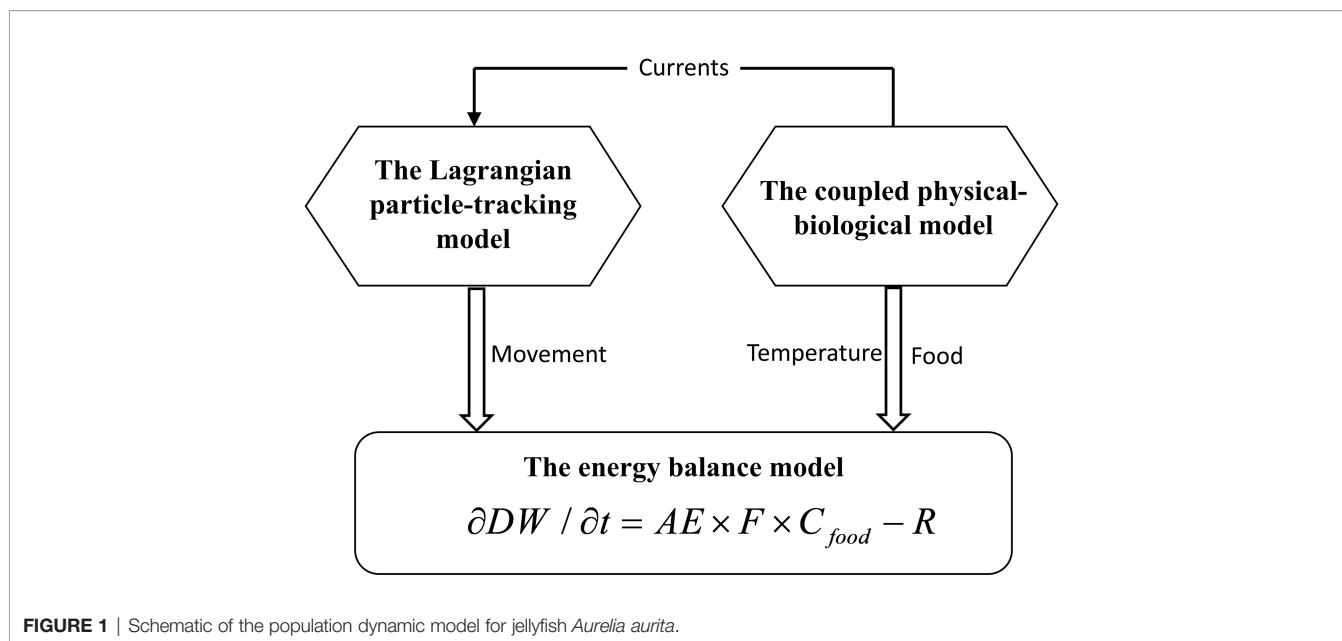 Currents
The Lagrangian
particle-tracking
model
The coupled physical-
biological model
Movement
Temperature
Food
The energy balance model
∂DW / ∂t = AE × F × C_food − R
FIGURE 1 | Schematic of the population dynamic model for jellyfish Aurelia aurita.